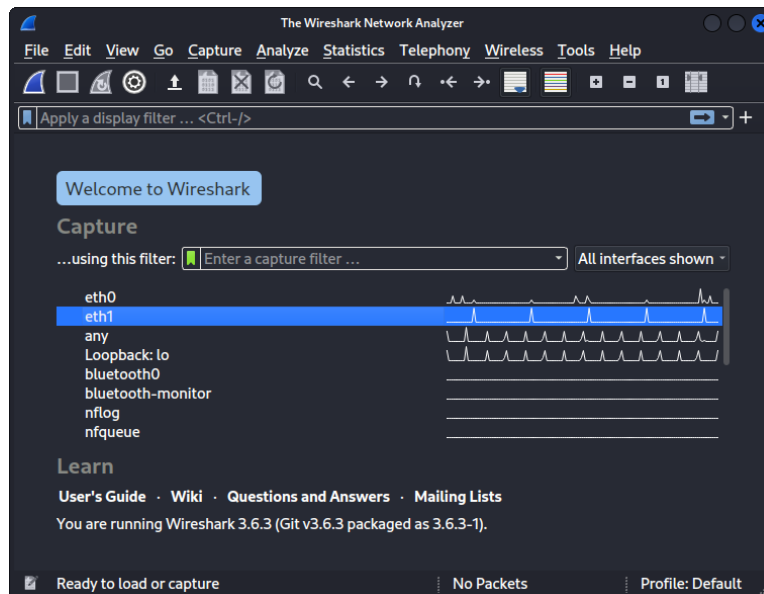 The Wireshark Network Analyzer
File Edit View Go Capture Analyze Statistics Telephony Wireless Tools Help
1
Apply a display filter … <Ctrl-/>
Welcome to Wireshark
Capture
…using this filter: Enter a capture filter … All interfaces shown
eth0
eth1
any
Loopback: lo
bluetooth0
bluetooth-monitor
nflog
nfqueue
Learn
User's Guide · Wiki · Questions and Answers · Mailing Lists
You are running Wireshark 3.6.3 (Git v3.6.3 packaged as 3.6.3-1).
Ready to load or capture No Packets Profile: Default